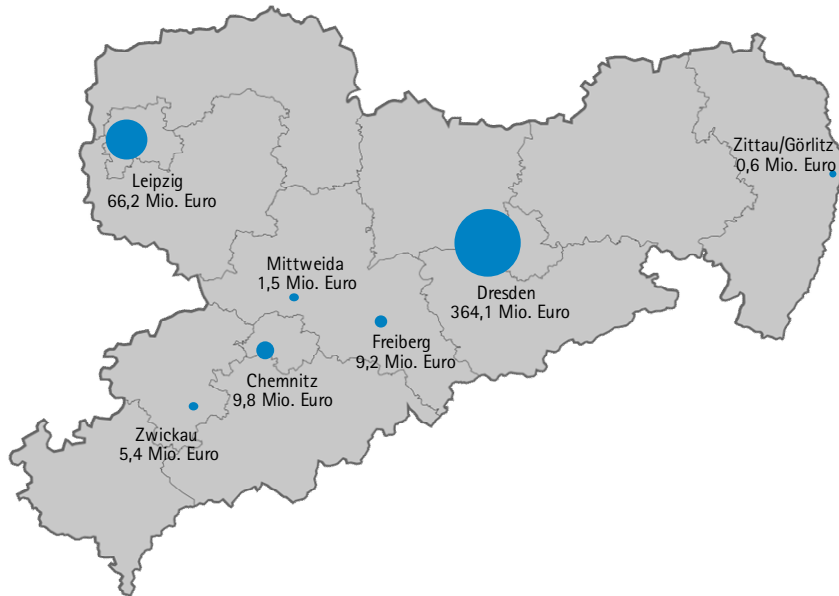 Zittau/Görlitz
0,6 Mio. Euro
Leipzig
66,2 Mio. Euro
Mittweida
1,5 Mio. Euro
Dresden
364,1 Mio. Euro
Freiberg
9,2 Mio. Euro
Chemnitz
9,8 Mio. Euro
Zwickau
5,4 Mio. Euro